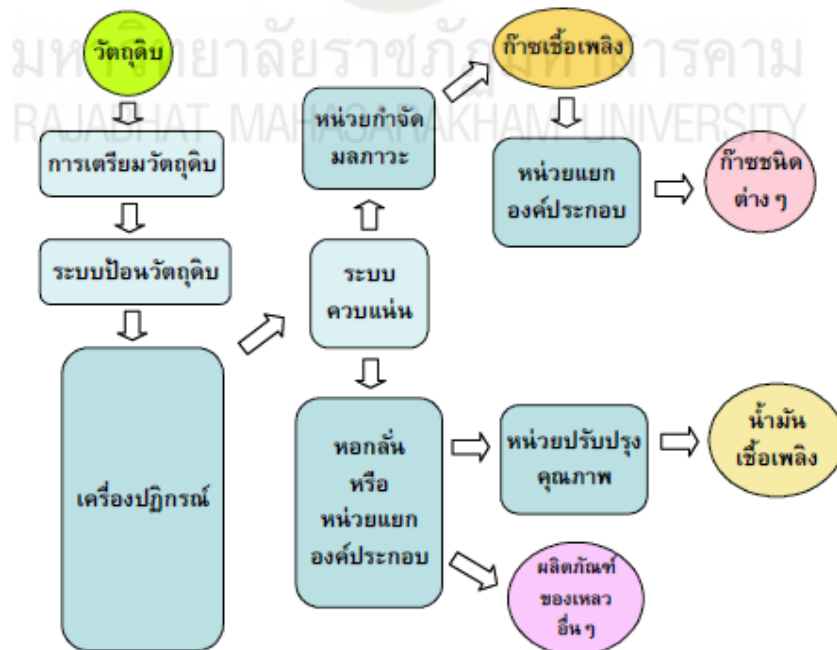 มหาวิทยาลัยราชภัฏมหาสารคาม
RAJABHAT MAHASARAKHAM UNIVERSITY
วัตถุดิบ
การเตรียมวัตถุดิบ
ระบบป้อนวัตถุดิบ
เครื่องปฏิกรณ์
ระบบ
ควบแน่น
หน่วยกำจัด
มลภาวะ
ก๊าซเชื้อเพลิง
หน่วยแยก
องค์ประกอบ
ก๊าซชนิด
ต่าง ๆ
หอกลั่น
หรือ
หน่วยแยก
องค์ประกอบ
หน่วยปรับปรุง
คุณภาพ
น้ำมัน
เชื้อเพลิง
ผลิตภัณฑ์
ของเหลว
อื่น ๆ